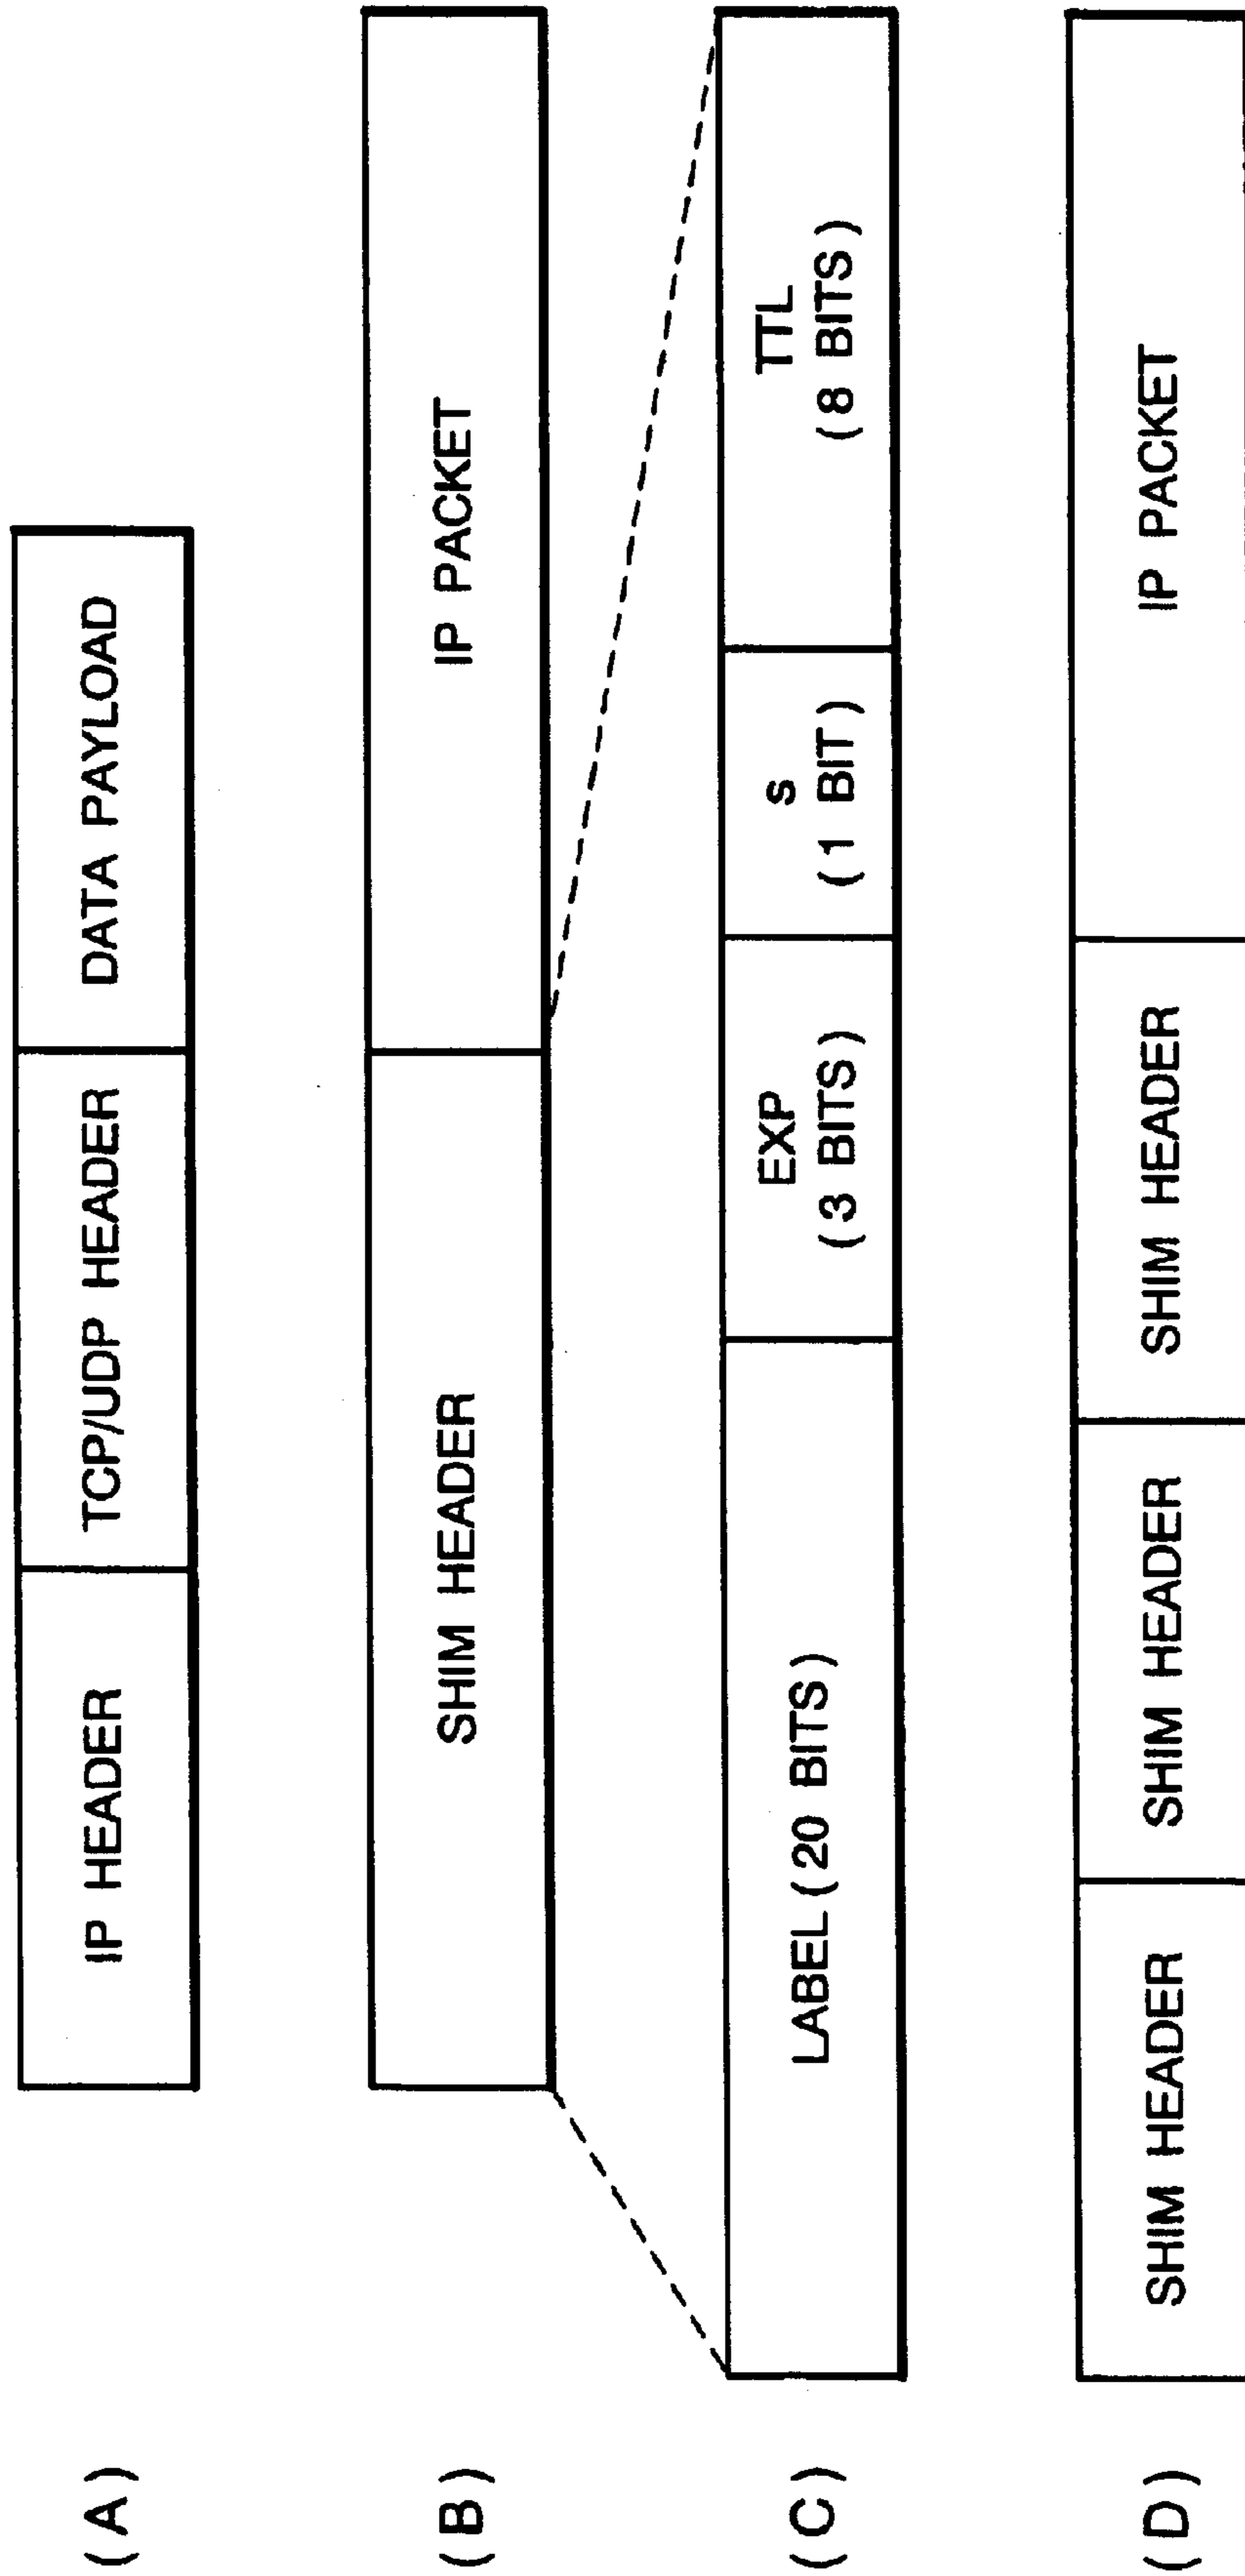 (A)
IP HEADER
TCP/UDP HEADER
DATA PAYLOAD
(B)
SHIM HEADER
IP PACKET
(C)
LABEL (20 BITS)
EXP
(3 BITS)
S
(1 BIT)
TTL
(8 BITS)
(D)
SHIM HEADER
SHIM HEADER
SHIM HEADER
IP PACKET